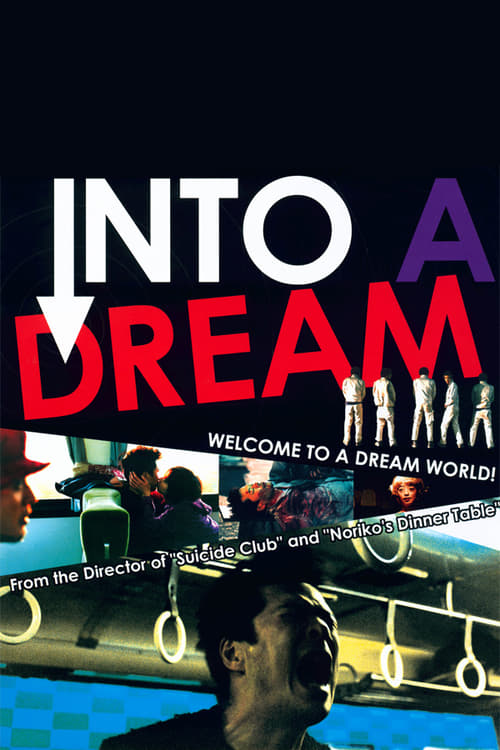 INTO A
DREAM
WELCOME TO A DREAM WORLD!
From the Director of "Suicide Club" and "Noriko's Dinner Table"